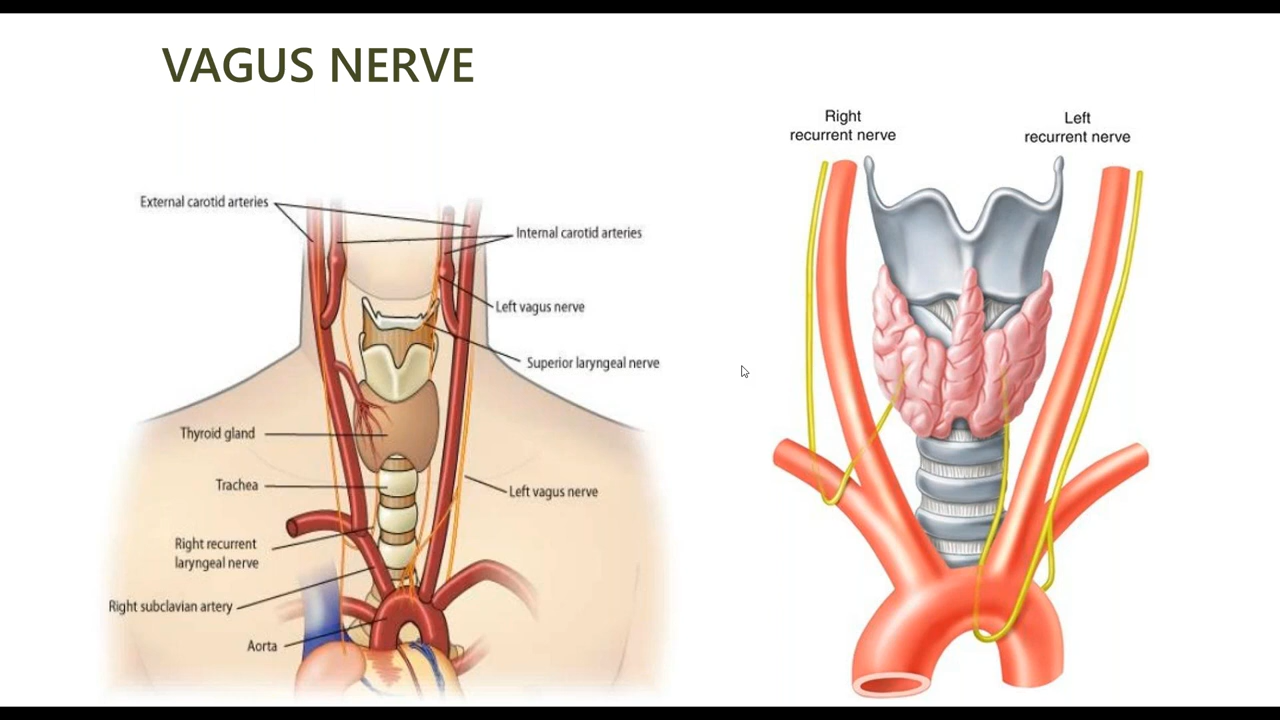 VAGUS NERVE
External carotid arteries
Internal carotid arteries
Left vagus nerve
Superior laryngeal nerve
Thyroid gland
Trachea
Left vagus nerve
Right recurrent
laryngeal nerve
Right subclavian artery
Aorta
Right
recurrent nerve
Left
recurrent nerve